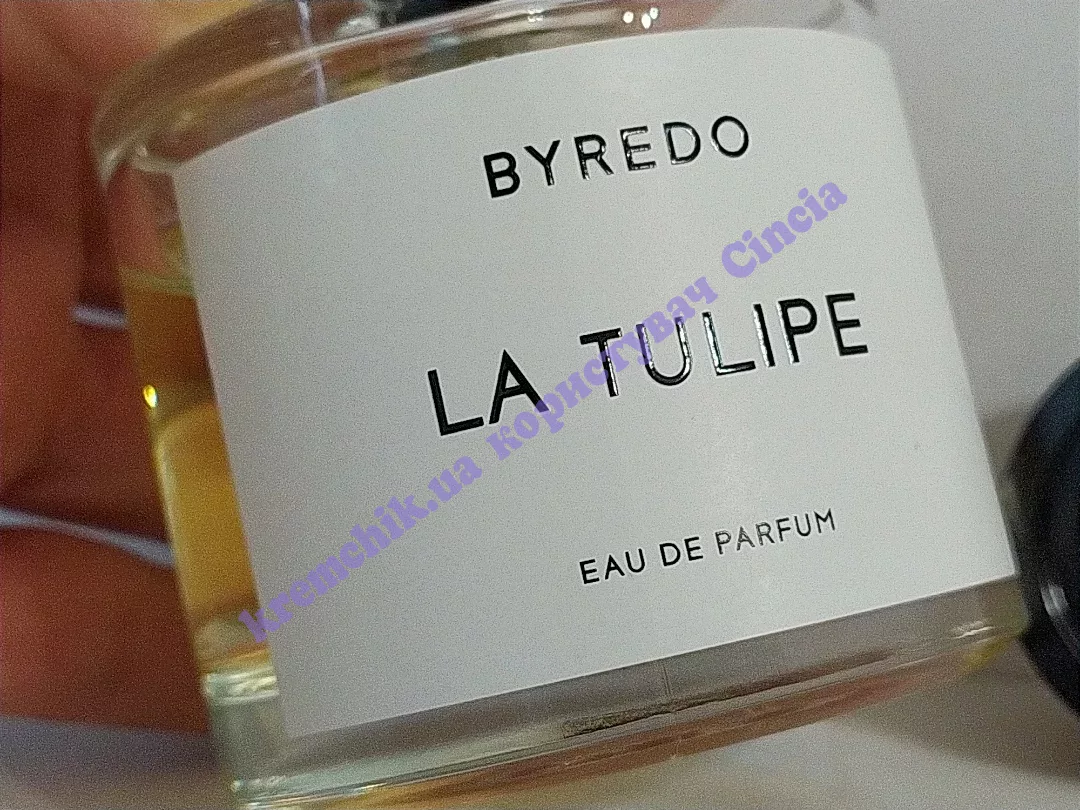 BYREDO
LA TULIPE
EAU DE PARFUM
kremchik.ua користувач Cincia